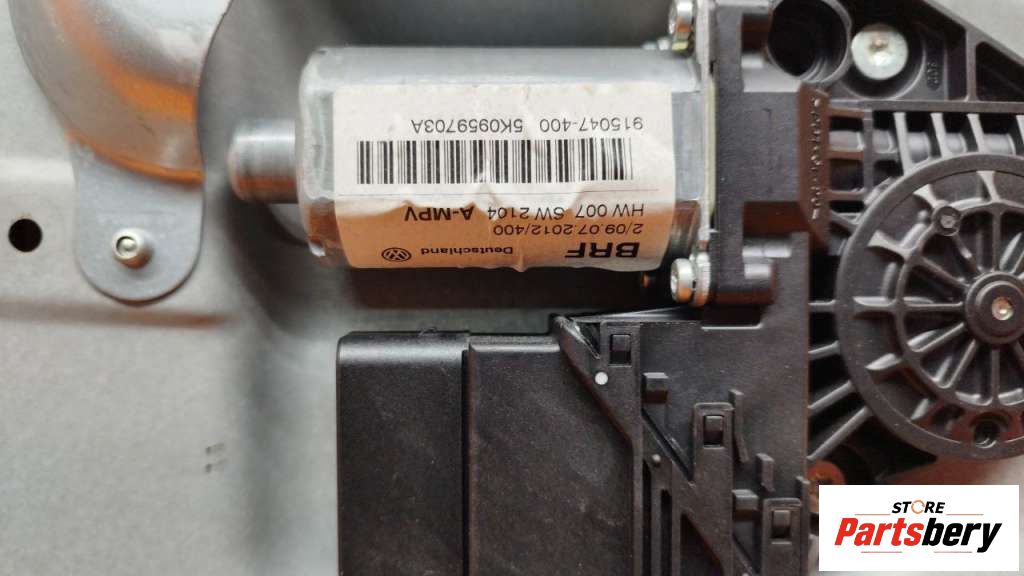 BRF Deutschland
2/09.07.2012/400
HW 007 SW 2104 A-MPV
915047-400 5K0959703A
STORE
Partsbery